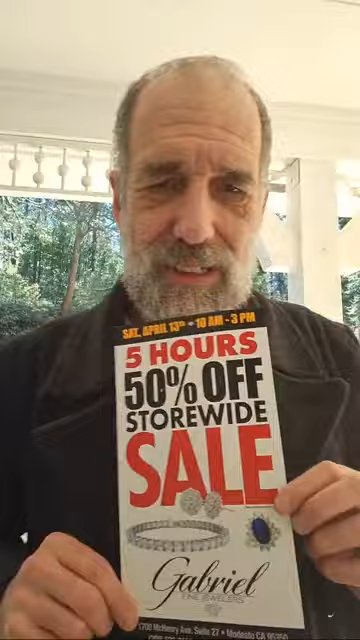 SAT. APRIL 13th • 10 AM - 3 PM
5 HOURS
50% OFF
STOREWIDE
SALE
Gabriel
FINE JEWELERS
1700 McHenry Ave, Suite 27 • Modesto CA 95350